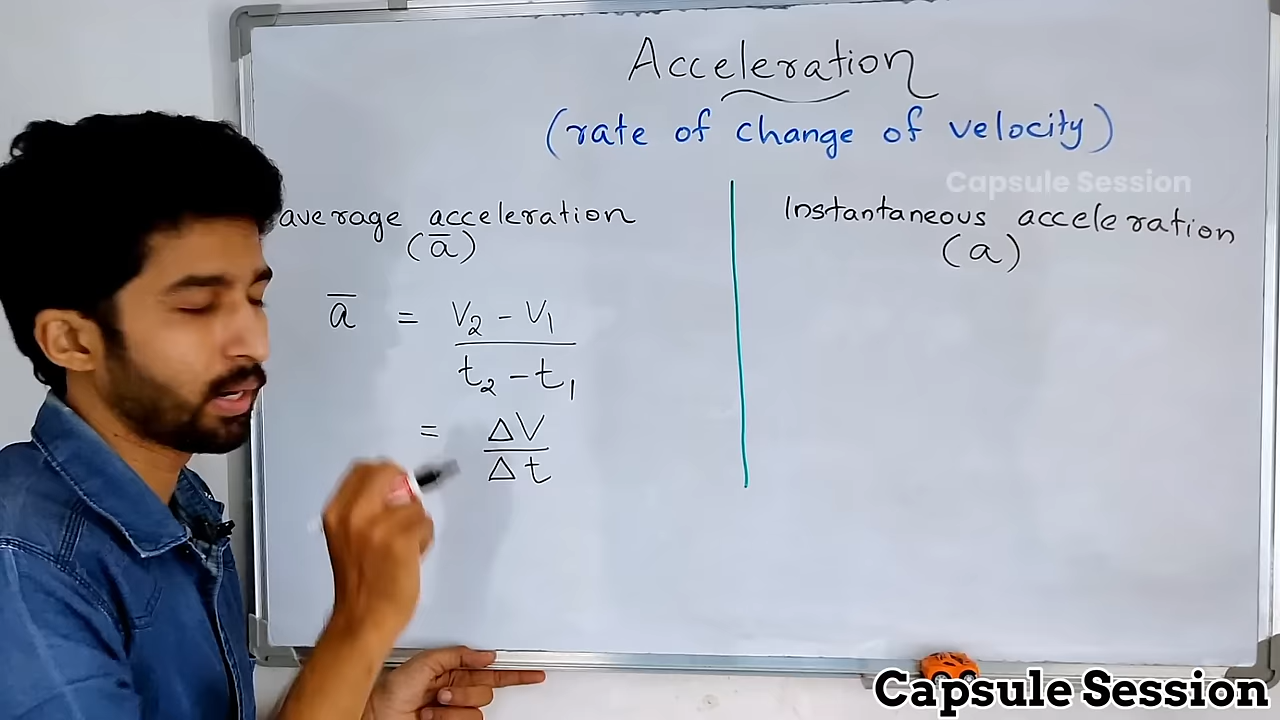 Acceleration
(rate of change of velocity)
Capsule Session
average acceleration
(a̅)
a̅ = V₂ - V₁
t₂ - t₁
= ΔV
Δt
Instantaneous acceleration
(a)
Capsule Session